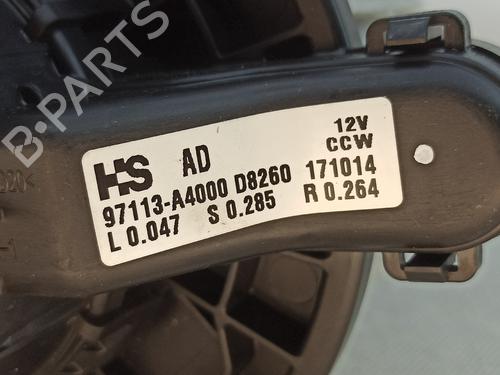 B-PARTS
HS AD 12V
CCW
97113-A4000 D8260 171014
L 0.047 S 0.285 R 0.264